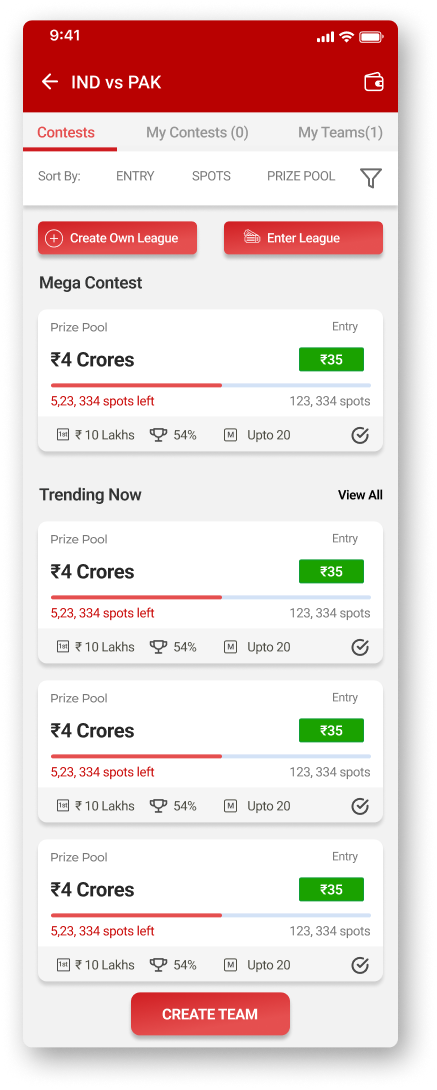 9:41
IND vs PAK
Contests My Contests (0) My Teams(1)
Sort By: ENTRY SPOTS PRIZE POOL
Create Own League Enter League
Mega Contest
Prize Pool Entry
₹4 Crores ₹35
5,23, 334 spots left 123, 334 spots
1st ₹ 10 Lakhs 54% M Upto 20
Trending Now View All
Prize Pool Entry
₹4 Crores ₹35
5,23, 334 spots left 123, 334 spots
1st ₹ 10 Lakhs 54% M Upto 20
Prize Pool Entry
₹4 Crores ₹35
5,23, 334 spots left 123, 334 spots
1st ₹ 10 Lakhs 54% M Upto 20
Prize Pool Entry
₹4 Crores ₹35
5,23, 334 spots left 123, 334 spots
1st ₹ 10 Lakhs 54% M Upto 20
CREATE TEAM